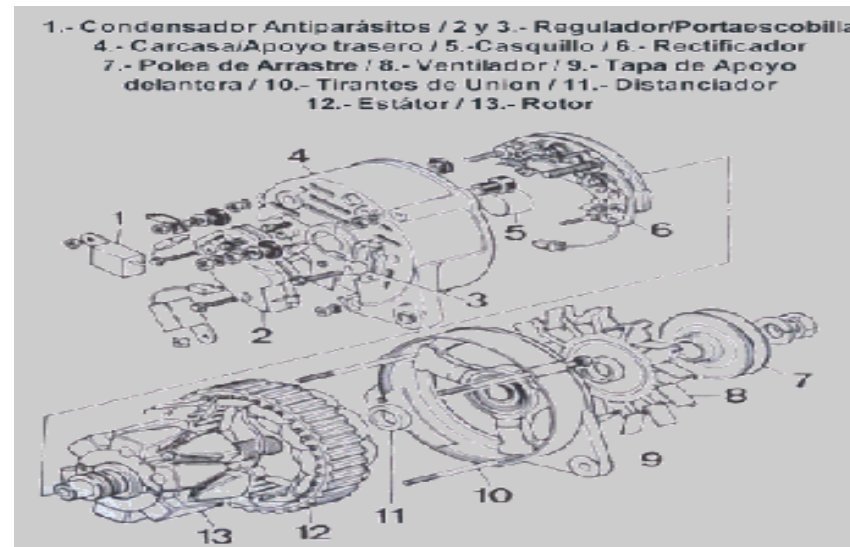 1.- Condensador Antiparásitos / 2 y 3.- Regulador/Portaescobilla
4.- Carcasa/Apoyo trasero / 5.-Casquillo / 6.- Rectificador
7.- Polea de Arrastre / 8.- Ventilador / 9.- Tapa de Apoyo
delantera / 10.- Tirantes de Union / 11.- Distanciador
12.- Estátor / 13.- Rotor
4
1
5
6
3
2
7
8
9
10
11
12
13